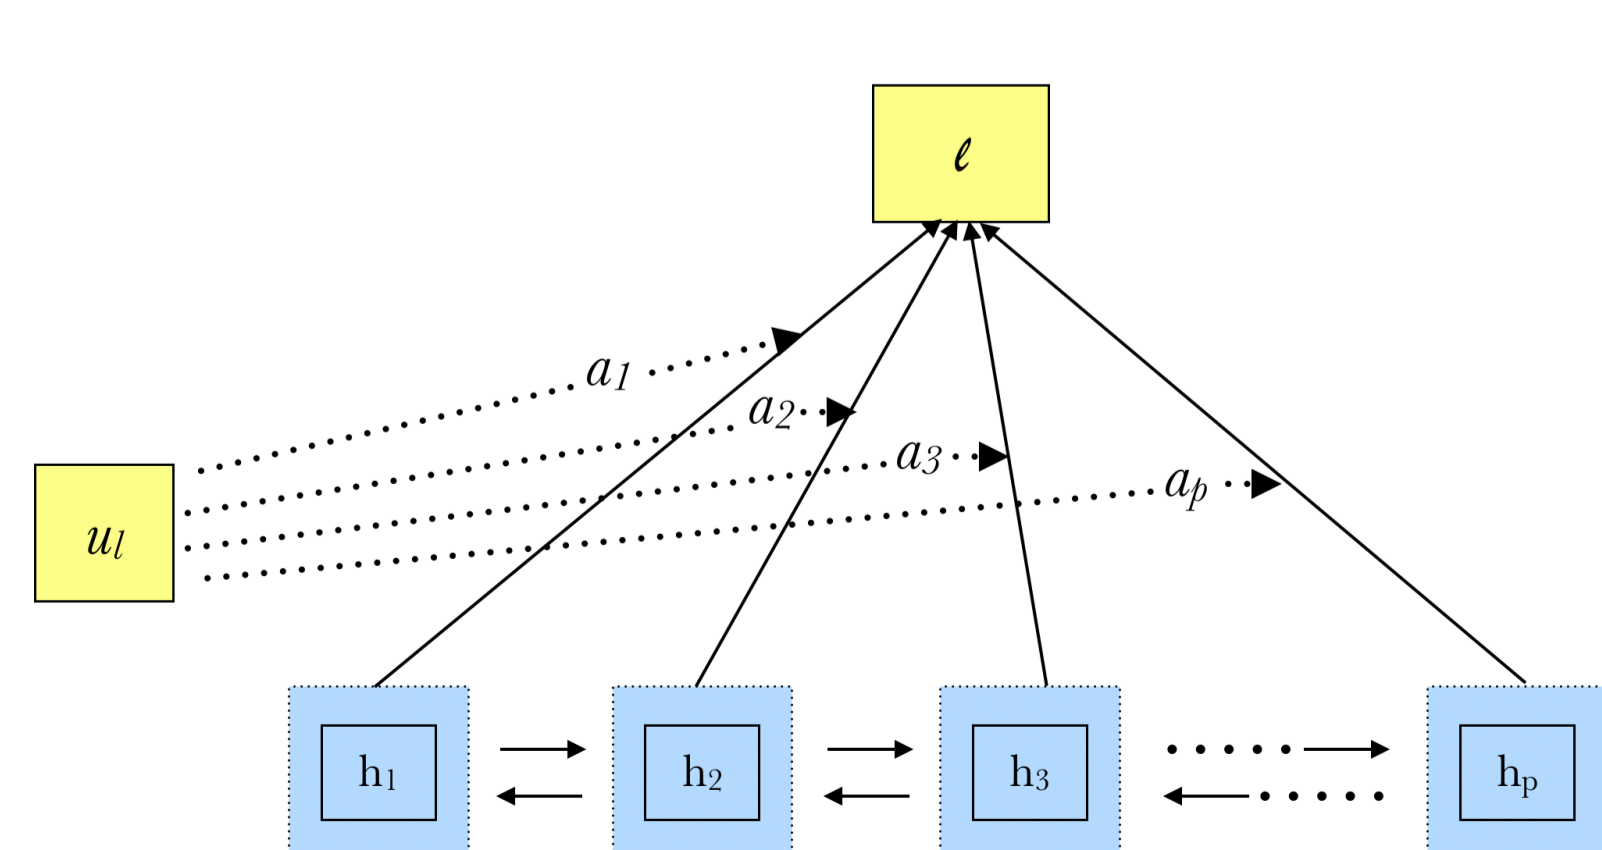 ℓ
a₁
a₂
a₃
aₚ
uₗ
h₁
h₂
h₃
hₚ